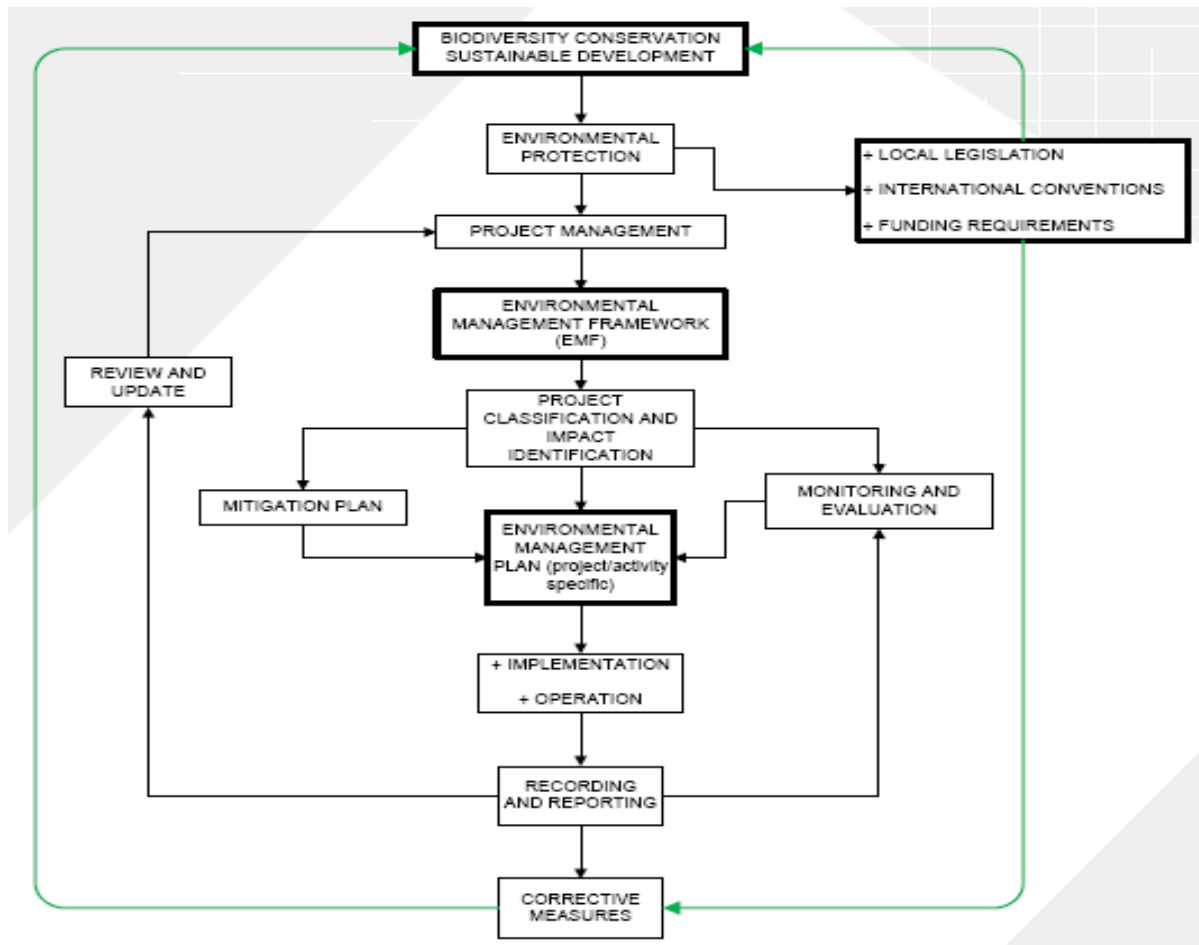 BIODIVERSITY CONSERVATION
SUSTAINABLE DEVELOPMENT
ENVIRONMENTAL
PROTECTION
+ LOCAL LEGISLATION
+ INTERNATIONAL CONVENTIONS
+ FUNDING REQUIREMENTS
PROJECT MANAGEMENT
ENVIRONMENTAL
MANAGEMENT FRAMEWORK
(EMF)
REVIEW AND
UPDATE
PROJECT
CLASSIFICATION AND
IMPACT
IDENTIFICATION
MITIGATION PLAN
MONITORING AND
EVALUATION
ENVIRONMENTAL
MANAGEMENT
PLAN (project/activity
specific)
+ IMPLEMENTATION
+ OPERATION
RECORDING
AND REPORTING
CORRECTIVE
MEASURES